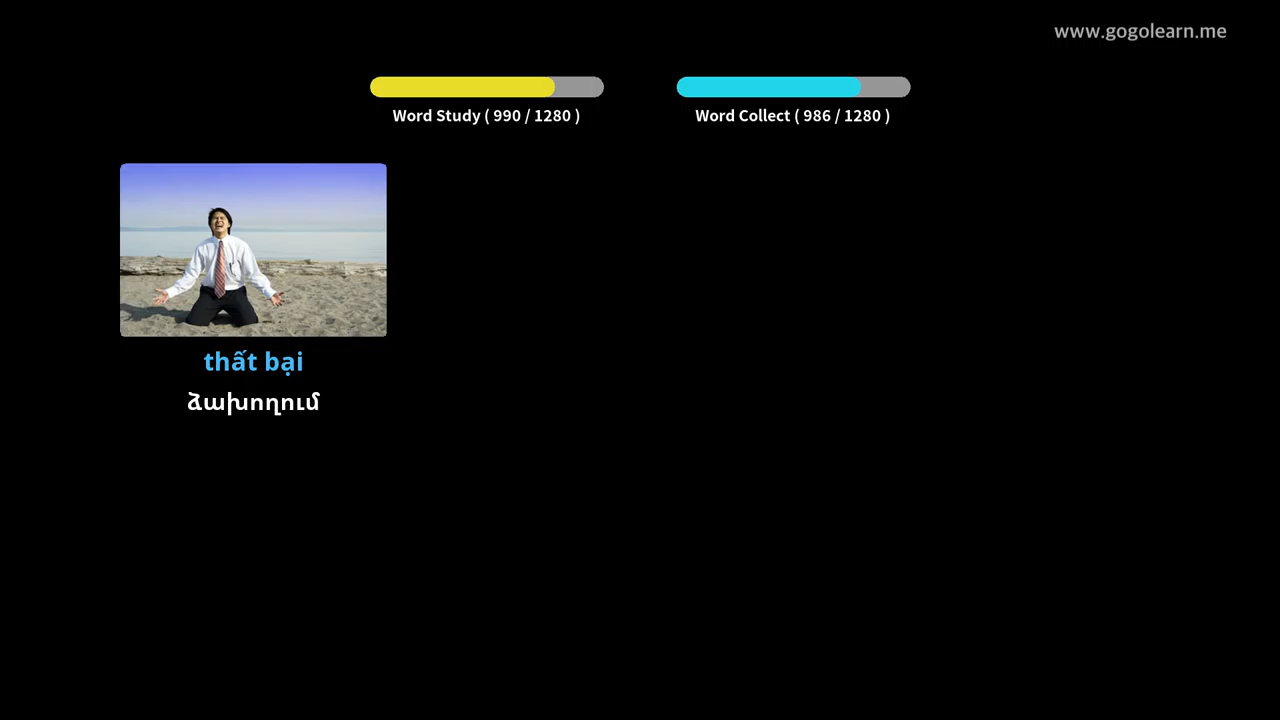 www.gogolearn.me
Word Study ( 990 / 1280 )
Word Collect ( 986 / 1280 )
thất bại
ձախողում